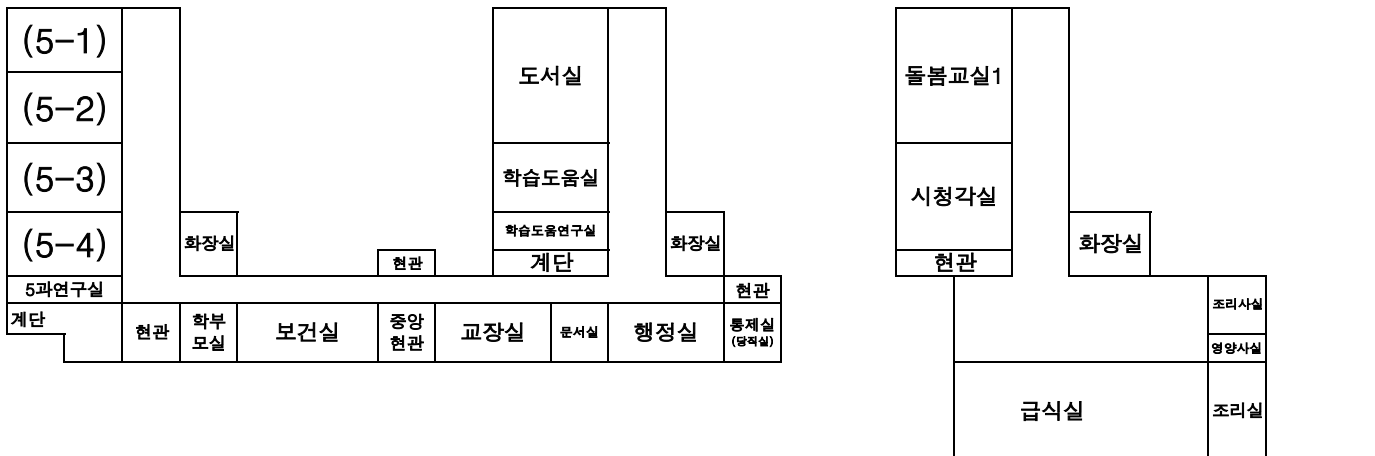 (5-1)
(5-2)
(5-3)
(5-4)
5과연구실
계단
현관
학부
모실
화장실
보건실
현관
중앙
현관
도서실
학습도움실
학습도움연구실
계단
교장실
문서실
행정실
화장실
현관
통제실
(당직실)
돌봄교실1
시청각실
현관
화장실
조리사실
영양사실
급식실
조리실